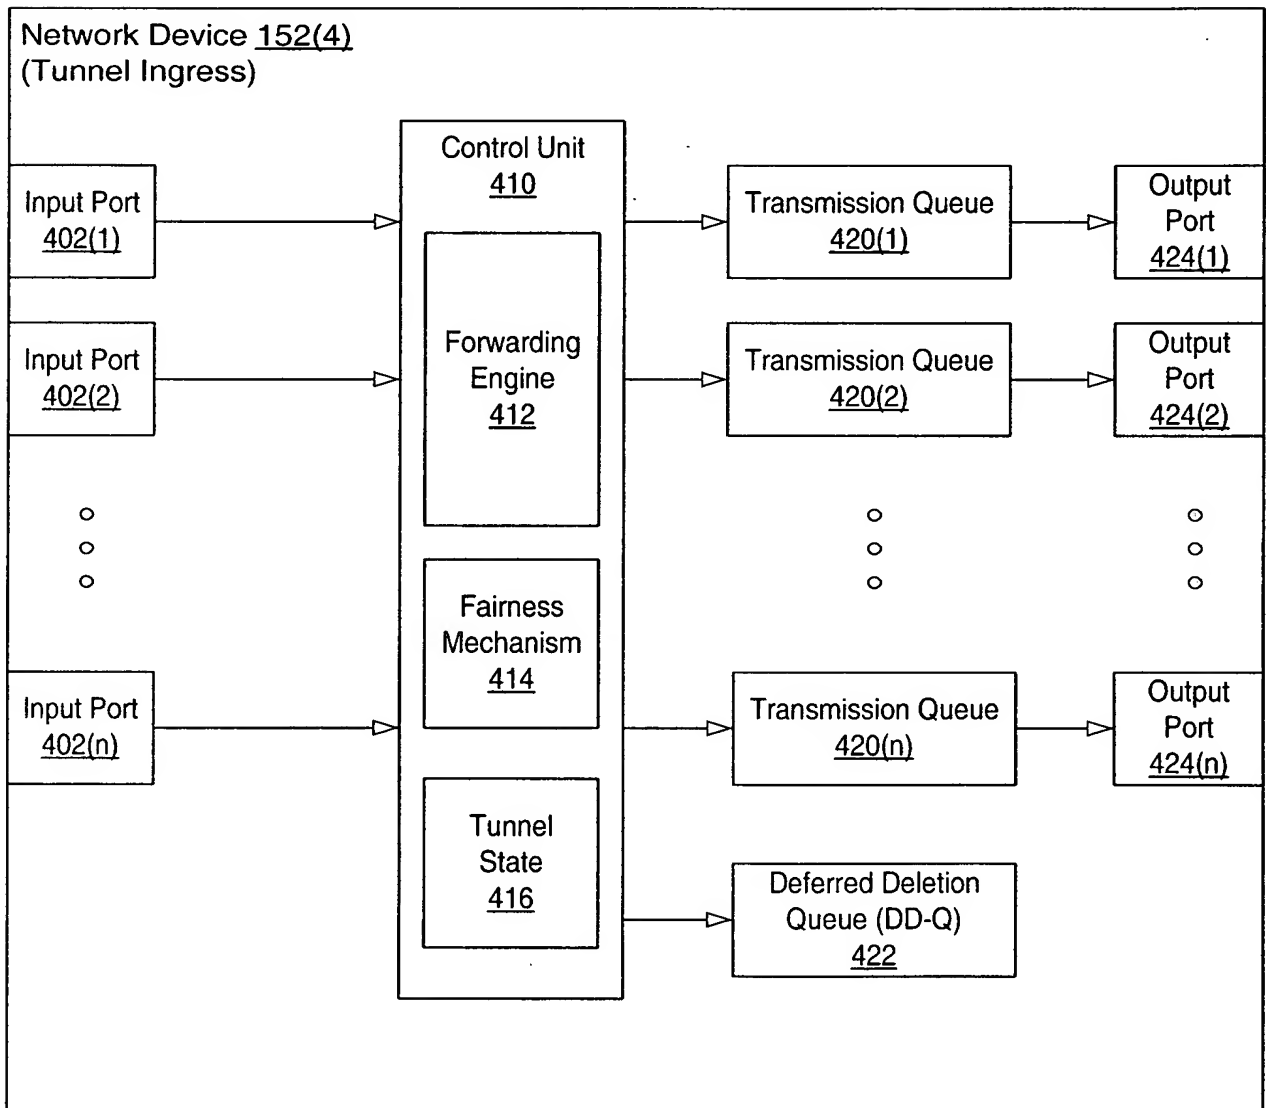 Network Device 152(4)
(Tunnel Ingress)
Control Unit
410
Input Port
402(1)
Transmission Queue
420(1)
Output
Port
424(1)
Forwarding
Engine
412
Input Port
402(2)
Transmission Queue
420(2)
Output
Port
424(2)
Fairness
Mechanism
414
Input Port
402(n)
Transmission Queue
420(n)
Output
Port
424(n)
Tunnel
State
416
Deferred Deletion
Queue (DD-Q)
422